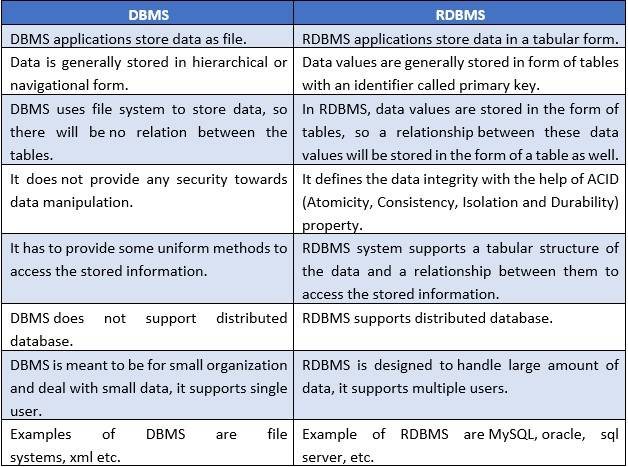 DBMS
RDBMS
DBMS applications store data as file.
RDBMS applications store data in a tabular form.
Data is generally stored in hierarchical or
navigational form.
Data values are generally stored in form of tables
with an identifier called primary key.
DBMS uses file system to store data, so
there will be no relation between the
tables.
In RDBMS, data values are stored in the form of
tables, so a relationship between these data
values will be stored in the form of a table as well.
It does not provide any security towards
data manipulation.
It defines the data integrity with the help of ACID
(Atomicity, Consistency, Isolation and Durability)
property.
It has to provide some uniform methods to
access the stored information.
RDBMS system supports a tabular structure of
the data and a relationship between them to
access the stored information.
DBMS does not support distributed
database.
RDBMS supports distributed database.
DBMS is meant to be for small organization
and deal with small data, it supports single
user.
RDBMS is designed to handle large amount of
data, it supports multiple users.
Examples of DBMS are file
systems, xml etc.
Example of RDBMS are MySQL, oracle, sql
server, etc.